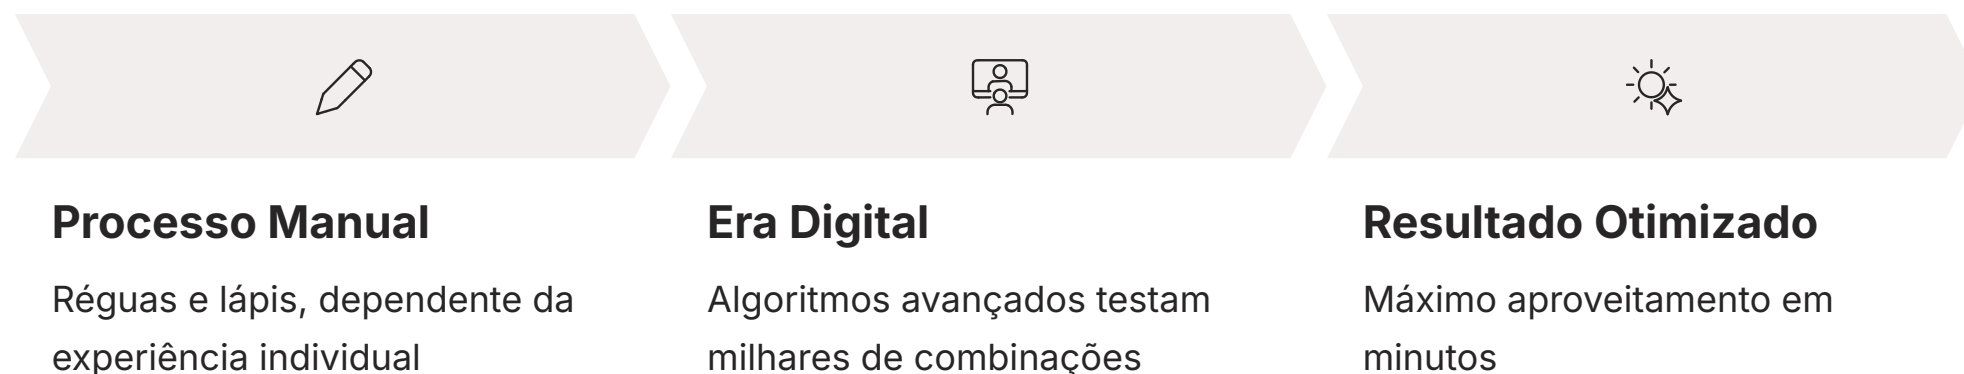 Processo Manual
Réguas e lápis, dependente da
experiência individual
Era Digital
Algoritmos avançados testam
milhares de combinações
Resultado Otimizado
Máximo aproveitamento em
minutos